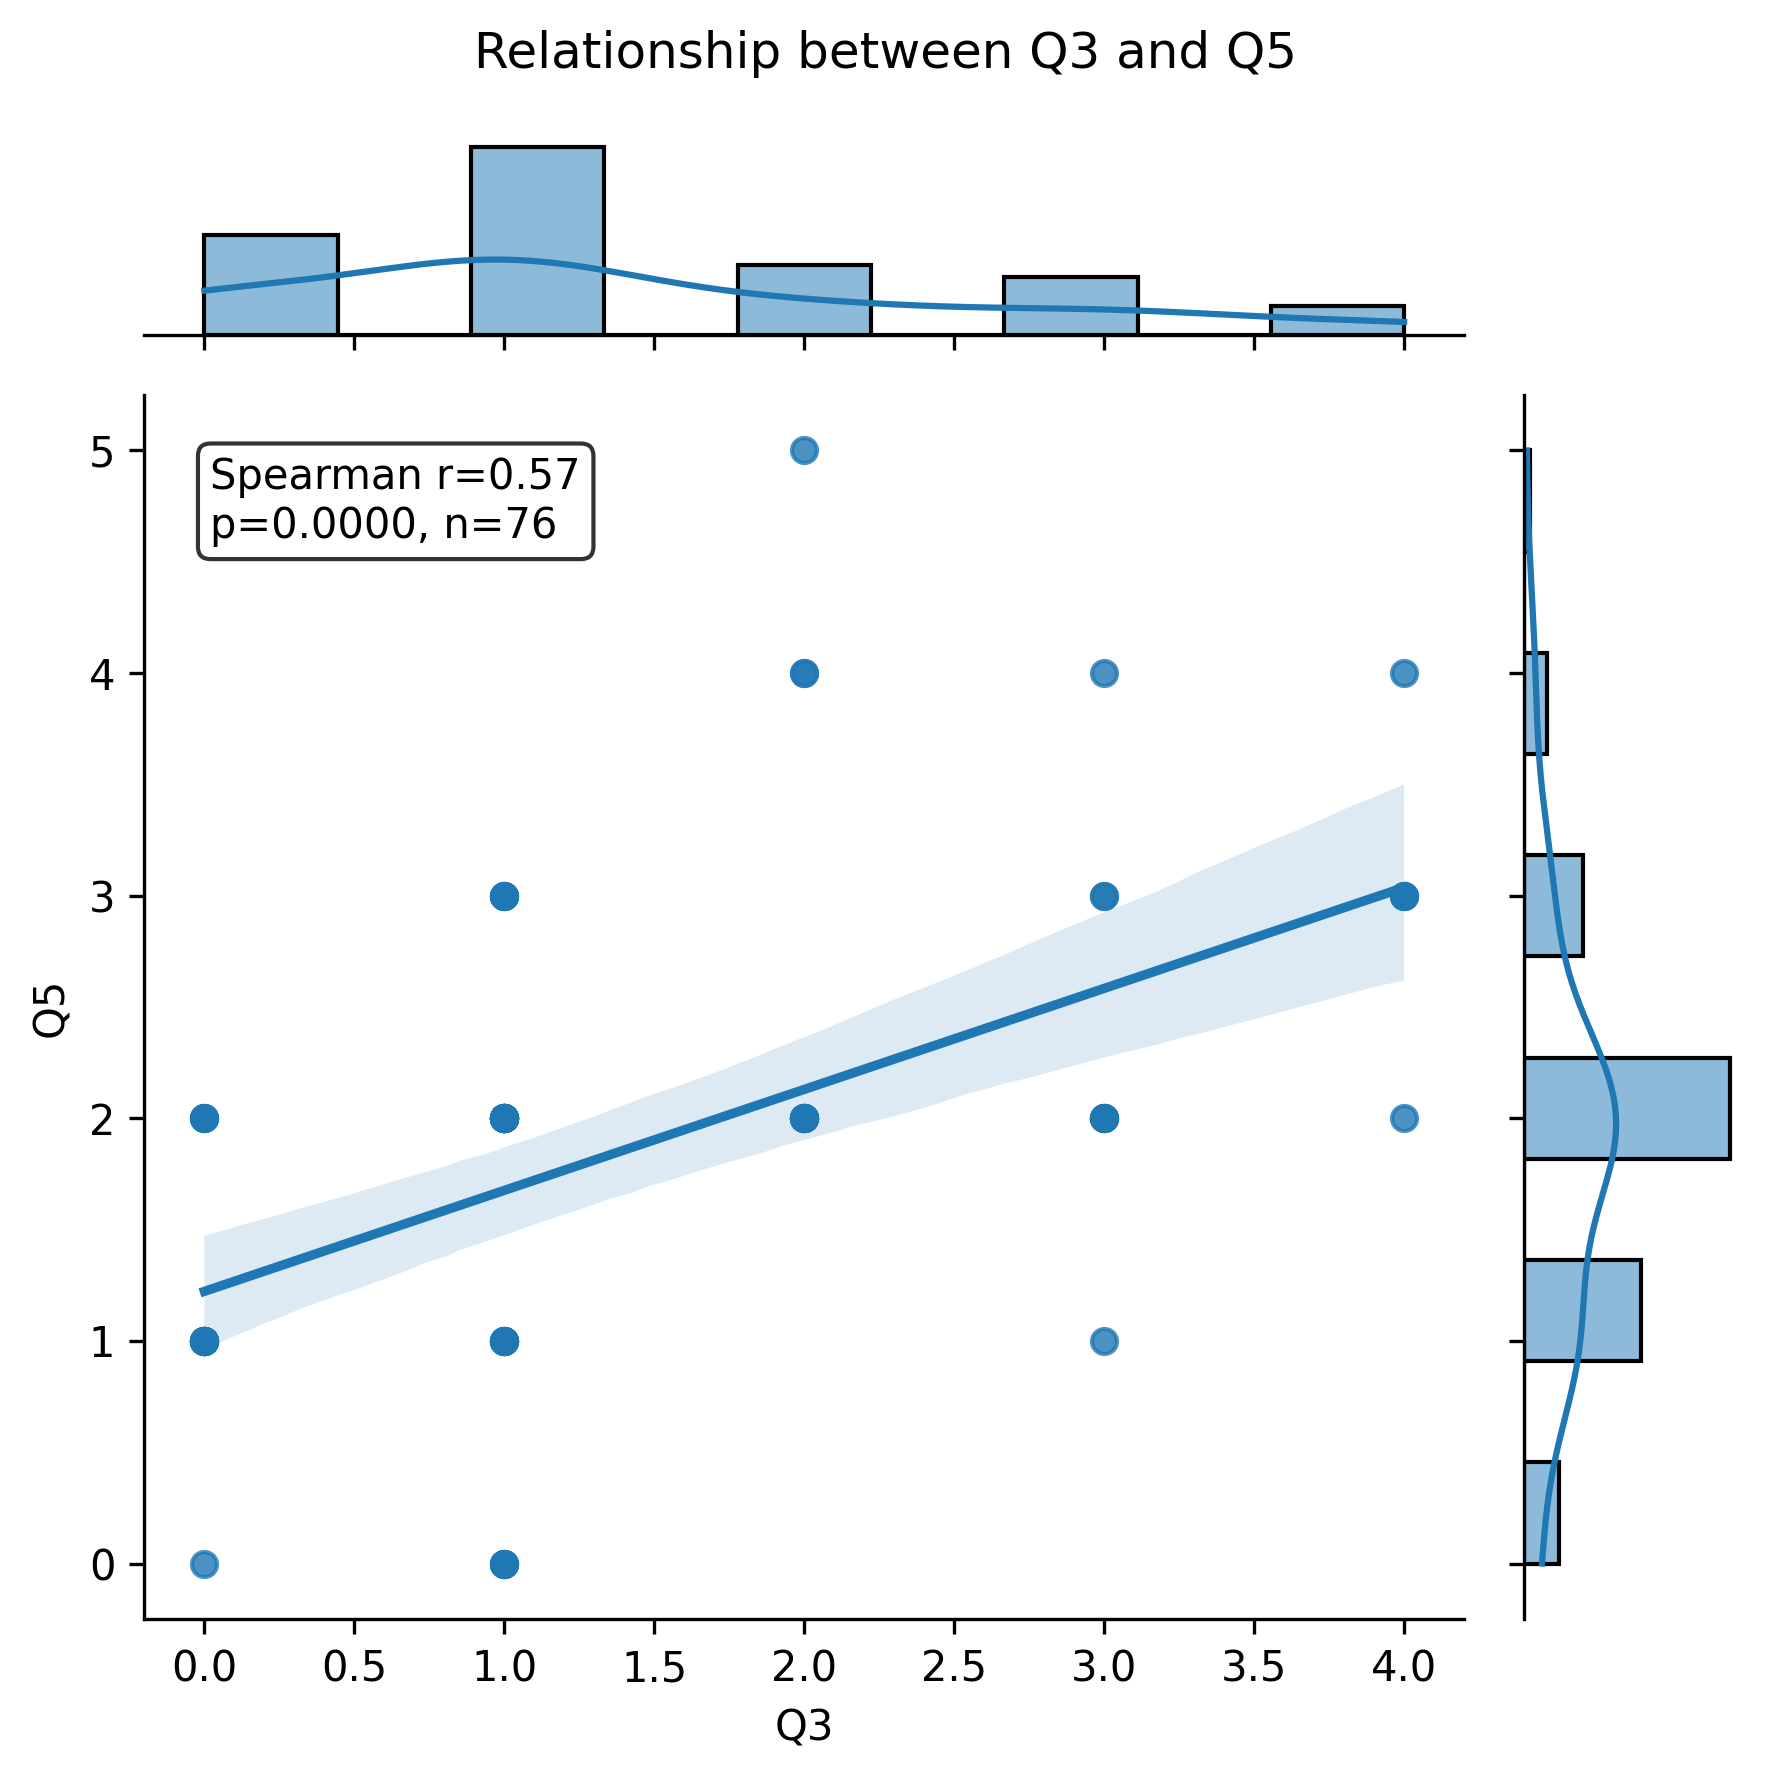 Relationship between Q3 and Q5
Spearman r=0.57
p=0.0000, n=76
5
4
3
2
1
0
Q5
0.0 0.5 1.0 1.5 2.0 2.5 3.0 3.5 4.0
Q3